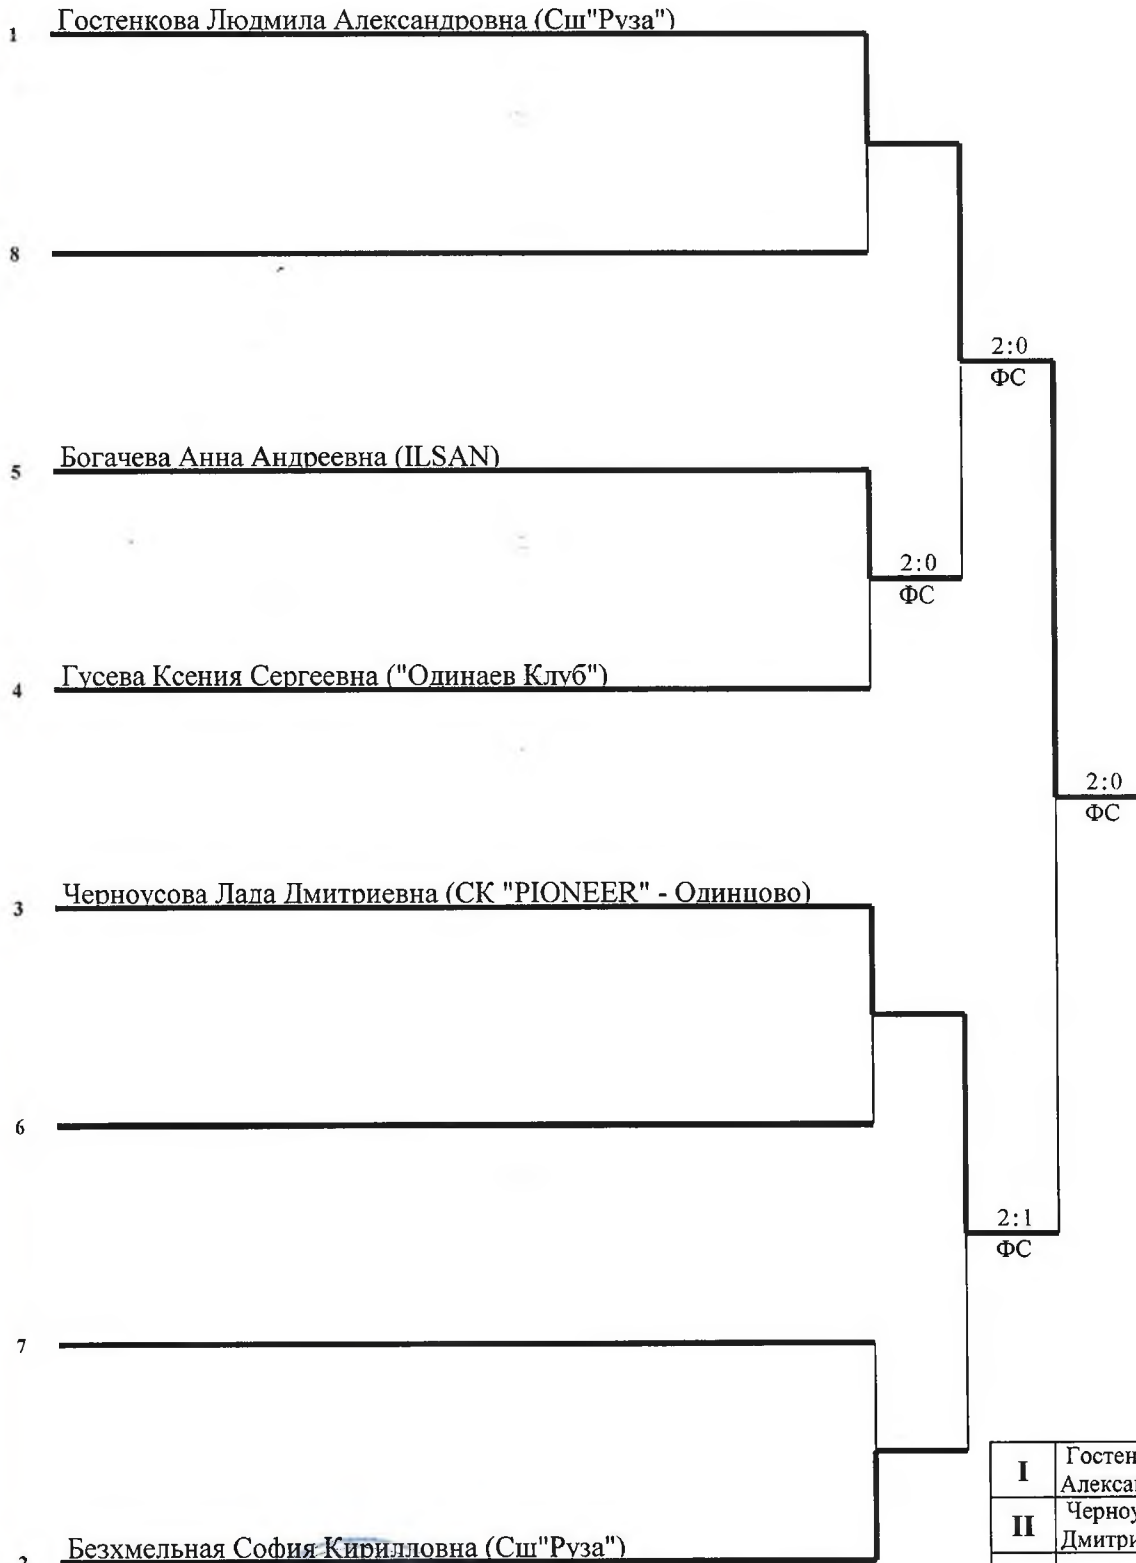 1 Гостенкова Людмила Александровна (Сш"Руза")
8
2:0
ФС
5 Богачева Анна Андреевна (ILSAN)
2:0
ФС
4 Гусева Ксения Сергеевна ("Одинаев Клуб")
2:0
ФС
3 Черноусова Лада Дмитриевна (СК "PIONEER" - Одинцово)
6
2:1
ФС
7
I Гостен
Алекса
II Черноу
Дмитри
Безхмельная София Кирилловна (Сш"Руза")